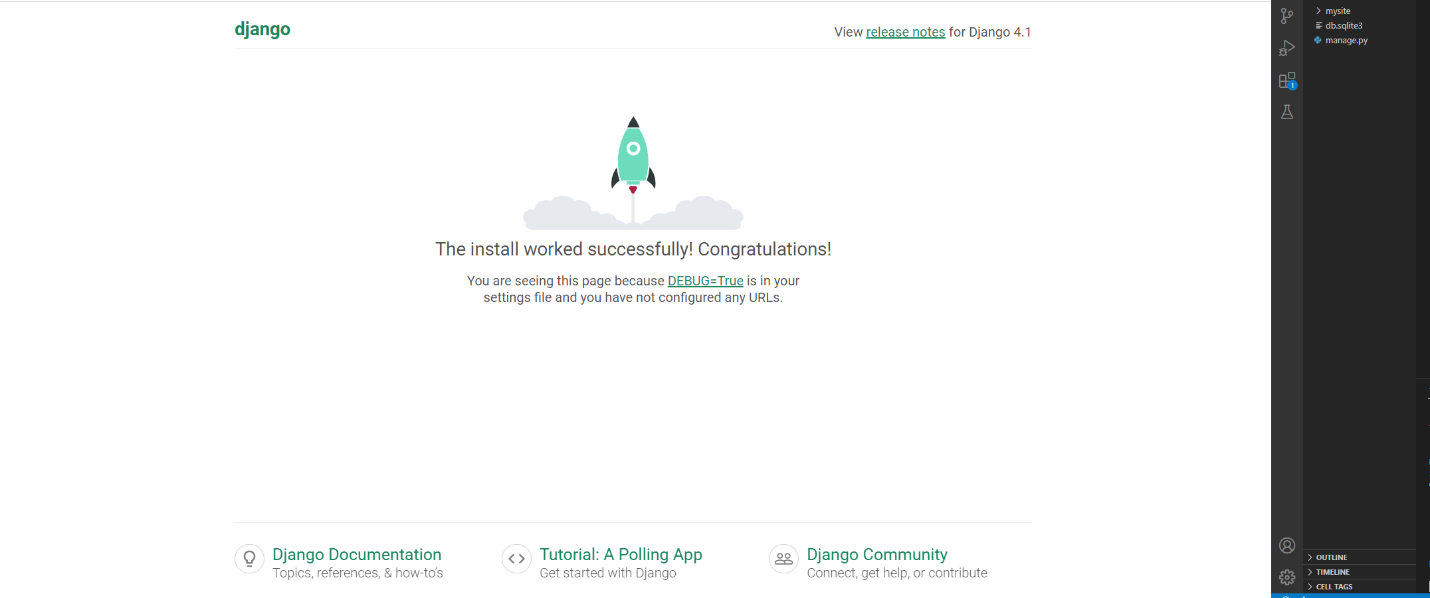 django
View release notes for Django 4.1
The install worked successfully! Congratulations!
You are seeing this page because DEBUG=True is in your
settings file and you have not configured any URLs.
Django Documentation
Topics, references, & how-to's
Tutorial: A Polling App
Get started with Django
Django Community
Connect, get help, or contribute
mysite
db.sqlite3
manage.py
1
OUTLINE
TIMELINE
CELL TAGS